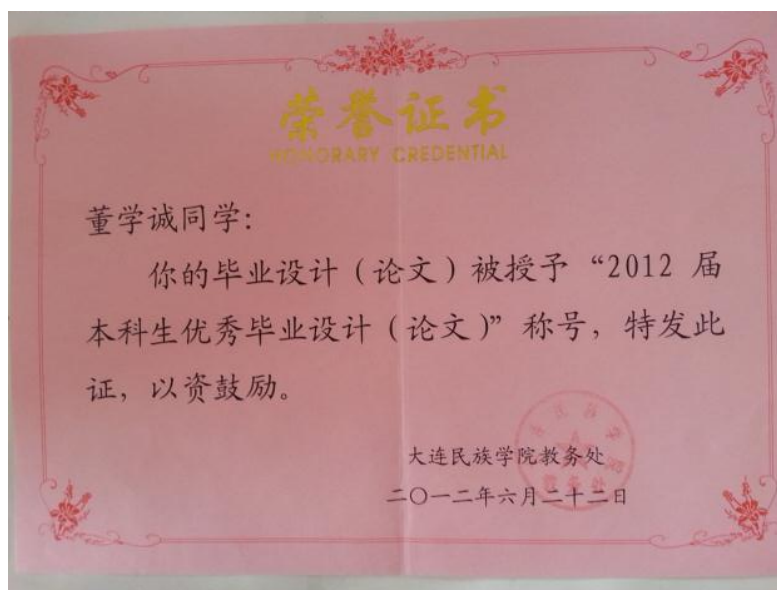 荣誉证书
HONORARY CREDENTIAL
董学诚同学:
你的毕业设计(论文)被授予“2012 届
本科生优秀毕业设计(论文)”称号,特发此
证,以资鼓励。
大连民族学院教务处
二〇一二年六月二十二日
教务处